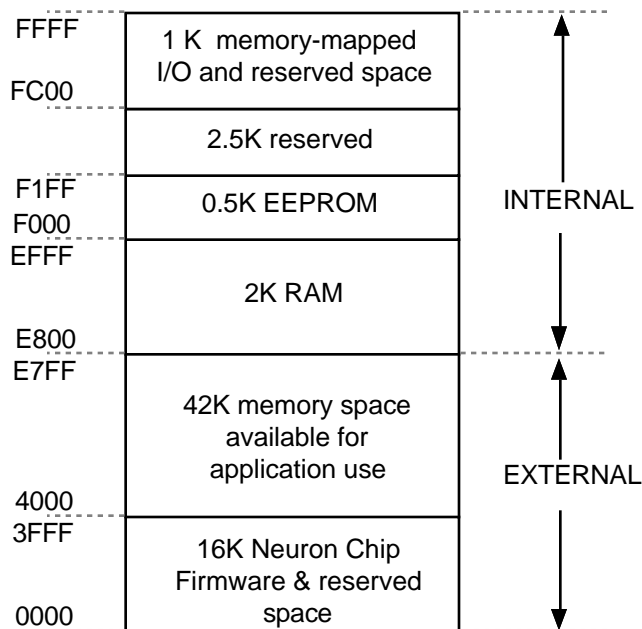 FFFF
1 K memory-mapped
I/O and reserved space
FC00
2.5K reserved
F1FF
0.5K EEPROM
INTERNAL
F000
EFFF
2K RAM
E800
E7FF
42K memory space
available for
application use
EXTERNAL
4000
3FFF
16K Neuron Chip
Firmware & reserved
space
0000